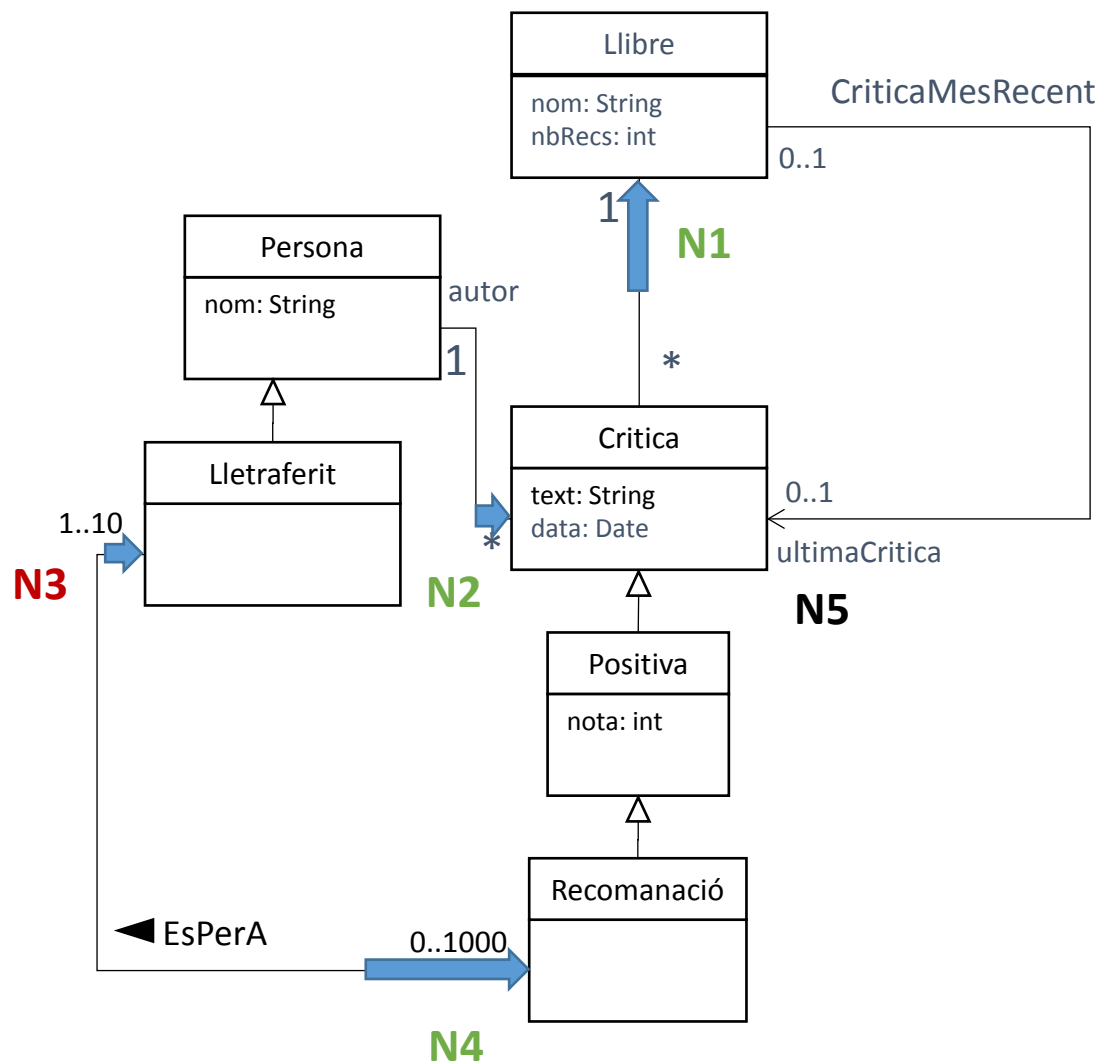 Llibre
nom: String
nbRecs: int
CriticaMesRecent
0..1
1
N1
Persona
nom: String
autor
1
*
Critica
text: String
data: Date
Lletraferit
1..10
N3
N2
*
0..1
ultimaCritica
N5
Positiva
nota: int
Recomanació
EsPerA
0..1000
N4